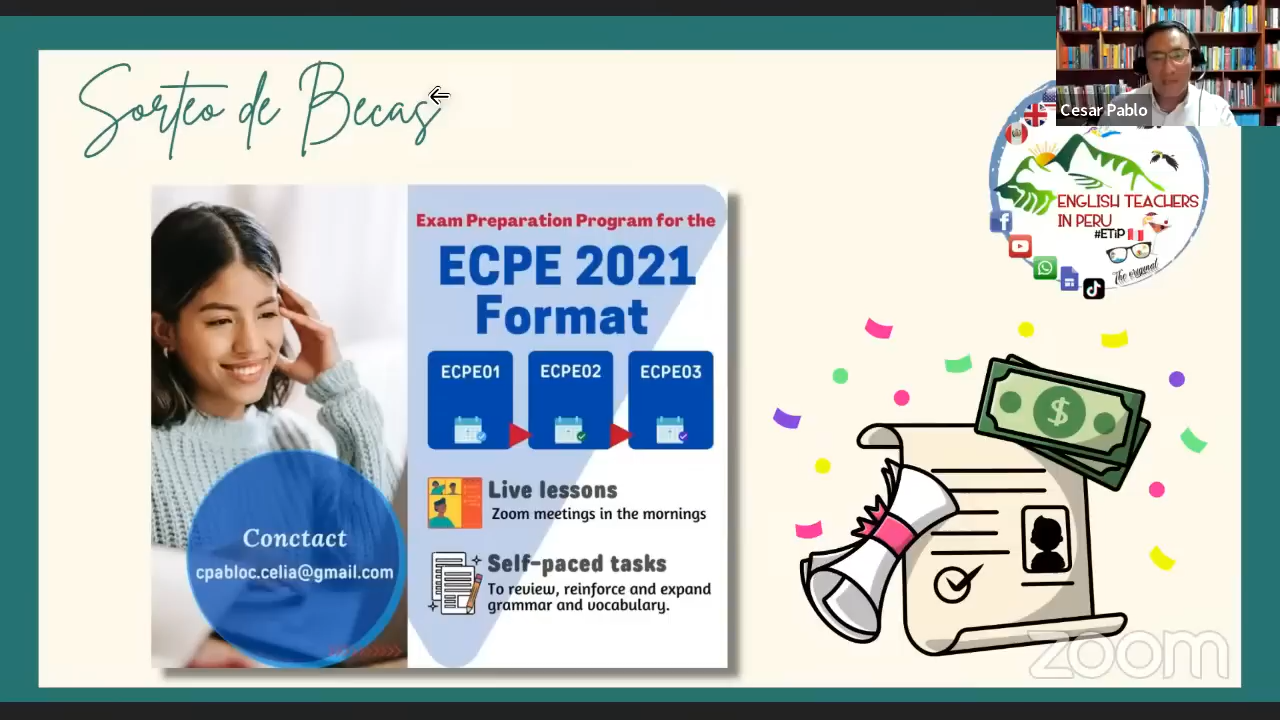 Sorteo de Becas
Cesar Pablo
ENGLISH TEACHERS
IN PERU
#ETiP
The original
Exam Preparation Program for the
ECPE 2021
Format
ECPE01
ECPE02
ECPE03
Live lessons
Zoom meetings in the mornings
Self-paced tasks
To review, reinforce and expand
grammar and vocabulary.
Conctact
cpabloc.celia@gmail.com
zoom